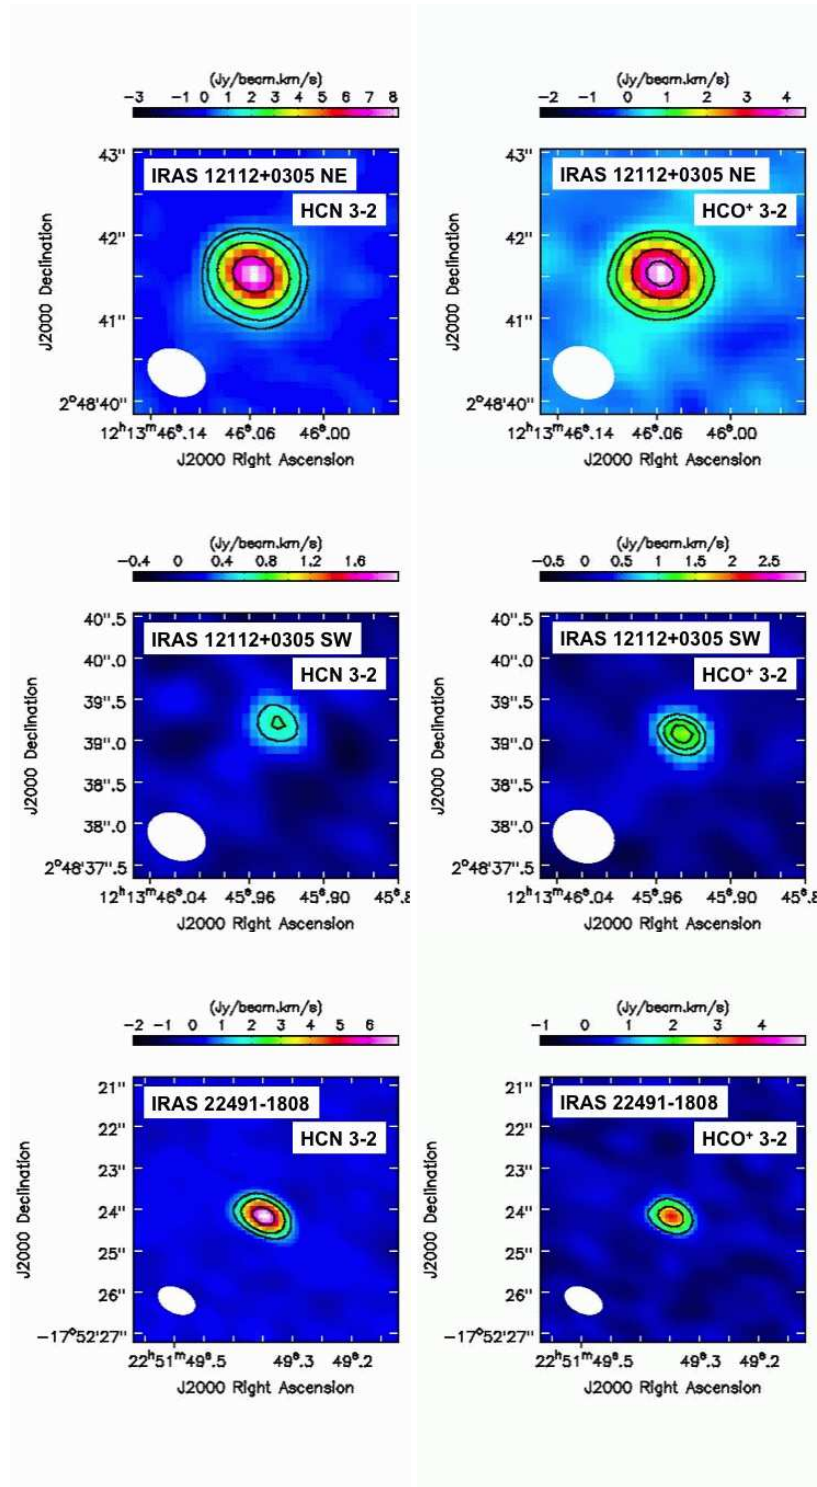 (Jy/beam.km/s)
−3 −1 0 1 2 3 4 5 6 7 8
IRAS 12112+0305 NE
HCN 3-2
43"
42"
41"
2°48'40"
J2000 Declination
12ʰ13ᵐ46ˢ.14 46ˢ.06 46ˢ.00
J2000 Right Ascension
(Jy/beam.km/s)
−2 −1 0 1 2 3 4
IRAS 12112+0305 NE
HCO⁺ 3-2
43"
42"
41"
2°48'40"
J2000 Declination
12ʰ13ᵐ46ˢ.14 46ˢ.06 46ˢ.00
J2000 Right Ascension
(Jy/beam.km/s)
−0.4 0 0.4 0.8 1.2 1.6
IRAS 12112+0305 SW
HCN 3-2
40".5
40".0
39".5
39".0
38".5
38".0
2°48'37".5
J2000 Declination
12ʰ13ᵐ46ˢ.04 45ˢ.96 45ˢ.90 45ˢ.8
J2000 Right Ascension
(Jy/beam.km/s)
−0.5 0 0.5 1 1.5 2 2.5
IRAS 12112+0305 SW
HCO⁺ 3-2
40".5
40".0
39".5
39".0
38".5
38".0
2°48'37".5
J2000 Declination
12ʰ13ᵐ46ˢ.04 45ˢ.96 45ˢ.90 45ˢ.8
J2000 Right Ascension
(Jy/beam.km/s)
−2 −1 0 1 2 3 4 5 6
IRAS 22491-1808
HCN 3-2
21"
22"
23"
24"
25"
26"
−17°52'27"
J2000 Declination
22ʰ51ᵐ49ˢ.5 49ˢ.3 49ˢ.2
J2000 Right Ascension
(Jy/beam.km/s)
−1 0 1 2 3 4
IRAS 22491-1808
HCO⁺ 3-2
21"
22"
23"
24"
25"
26"
−17°52'27"
J2000 Declination
22ʰ51ᵐ49ˢ.5 49ˢ.3 49ˢ.2
J2000 Right Ascension